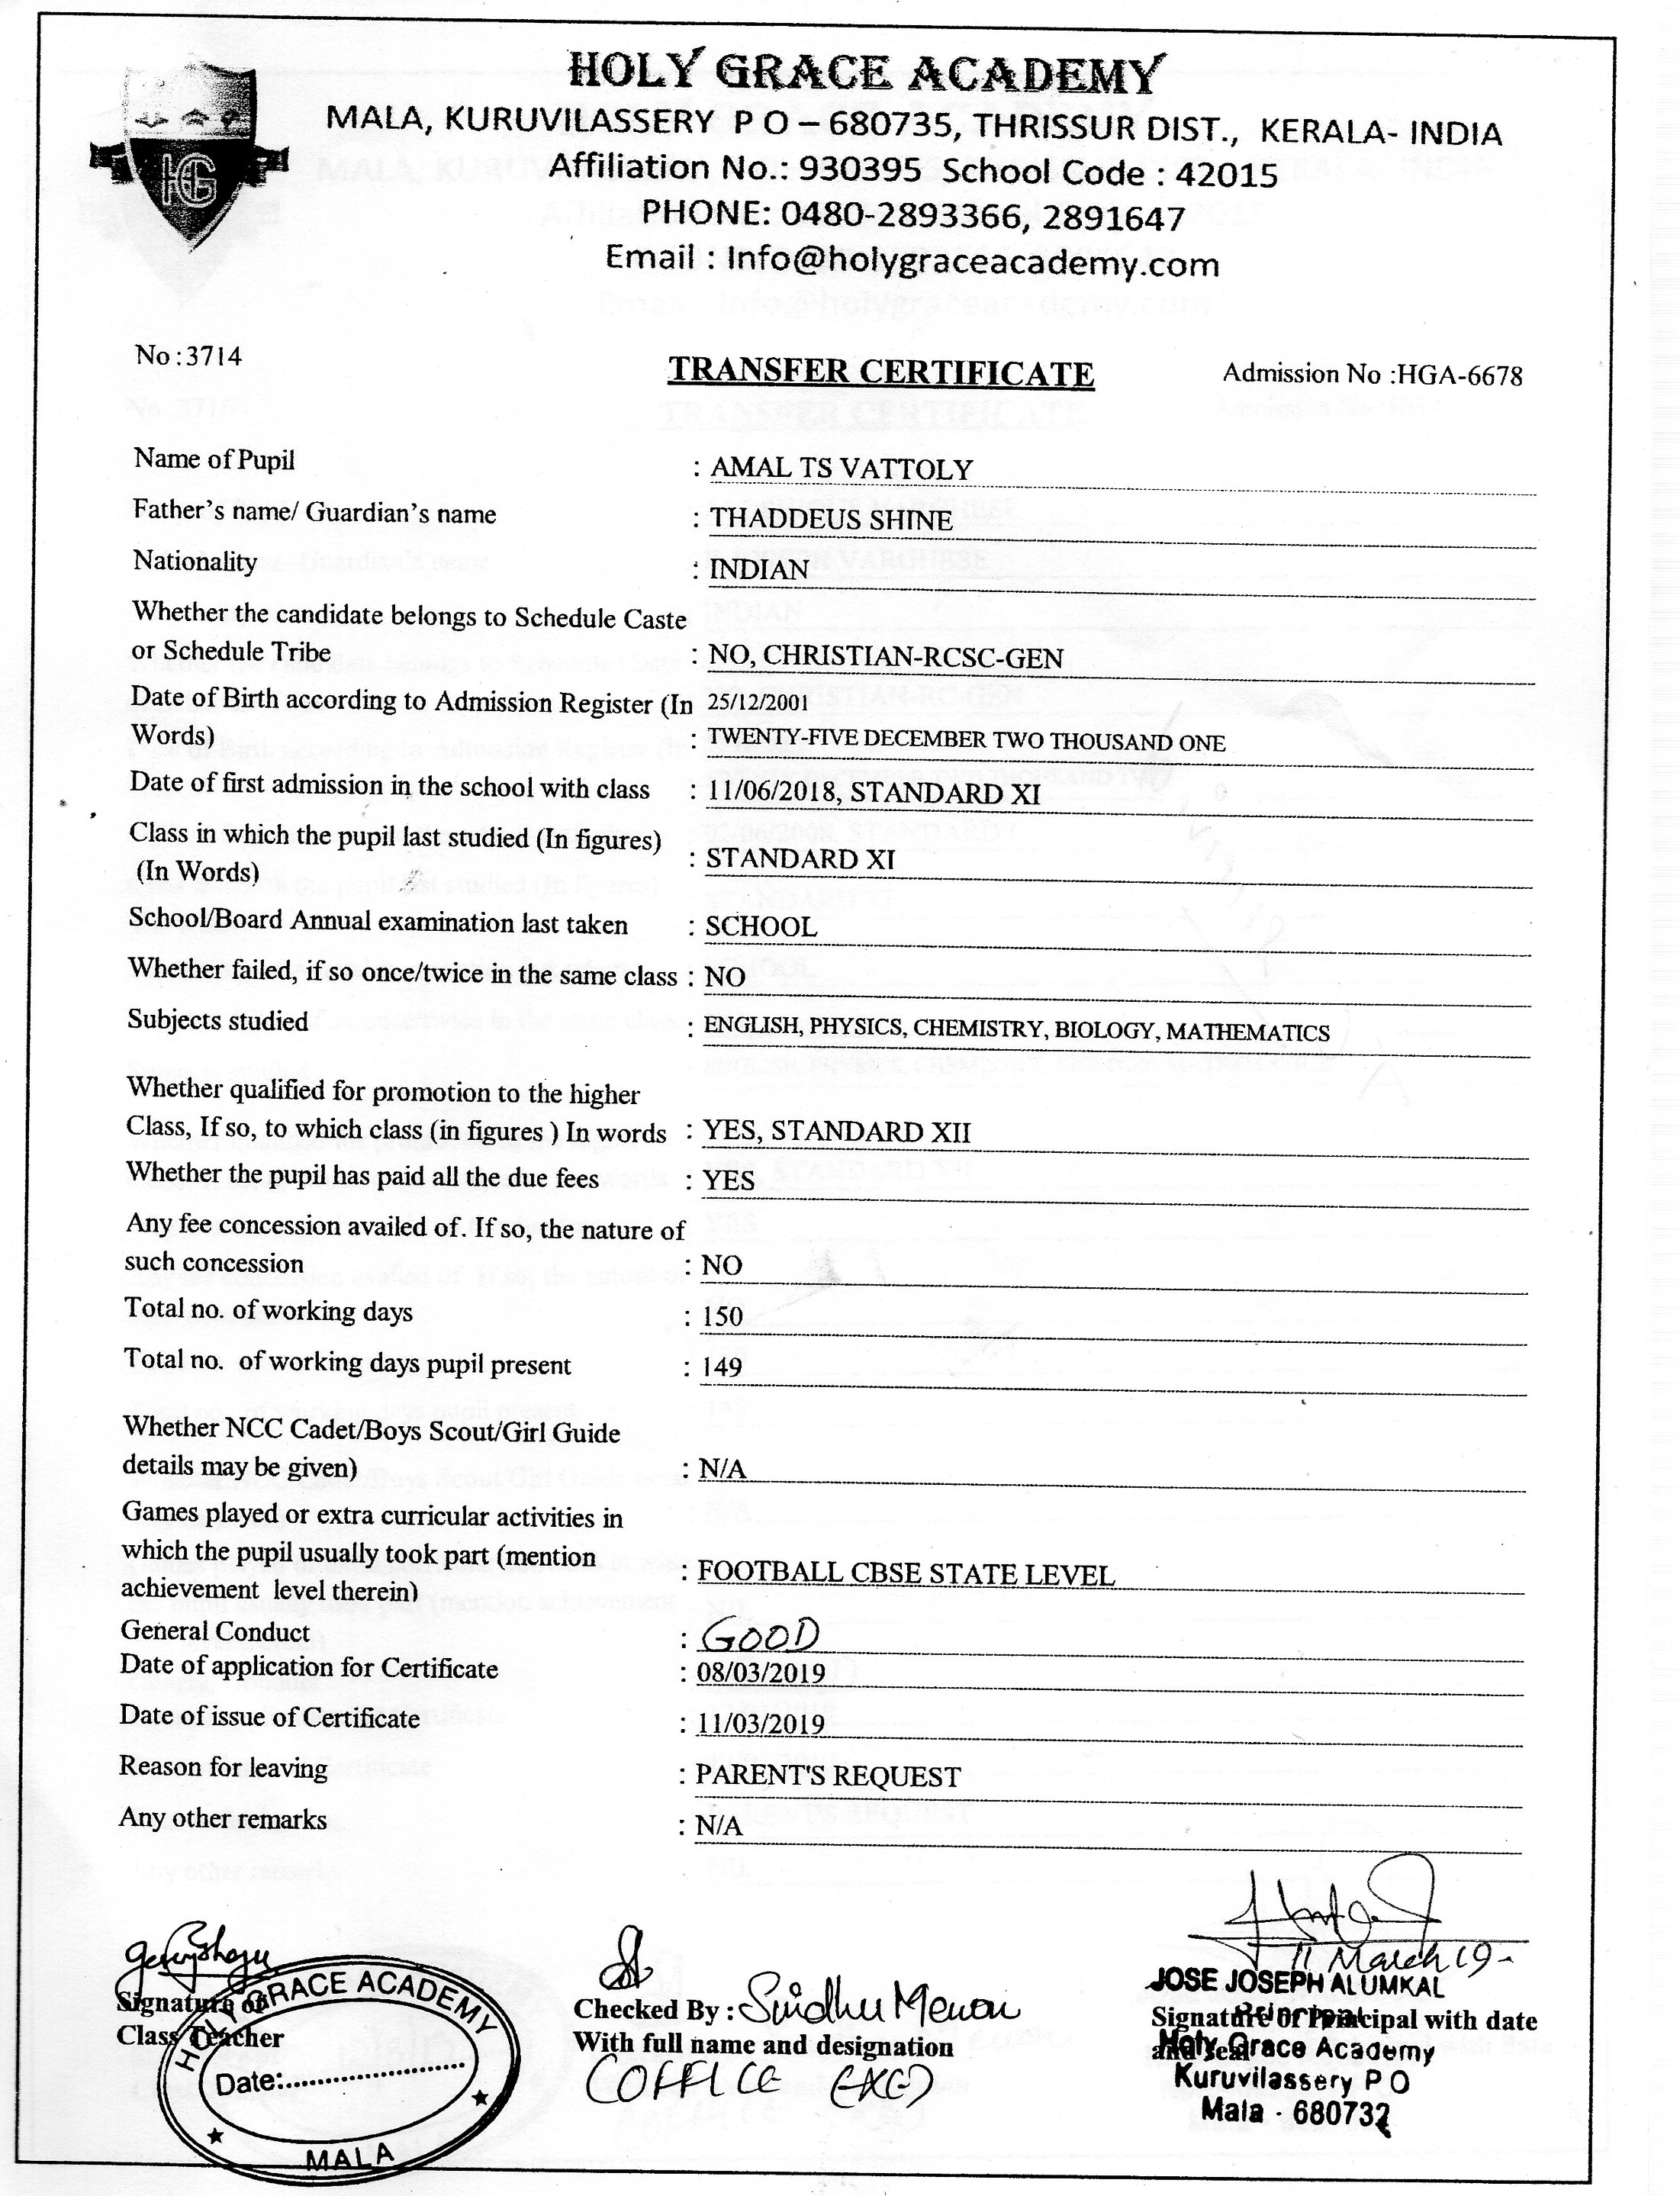 HG
HOLY GRACE ACADEMY
MALA, KURUVILASSERY P O – 680735, THRISSUR DIST., KERALA- INDIA
Affiliation No.: 930395 School Code : 42015
PHONE: 0480-2893366, 2891647
Email : Info@holygraceacademy.com
No :3714
TRANSFER CERTIFICATE
Admission No :HGA-6678
Name of Pupil : AMAL TS VATTOLY
Father's name/ Guardian's name : THADDEUS SHINE
Nationality : INDIAN
Whether the candidate belongs to Schedule Caste
or Schedule Tribe : NO, CHRISTIAN-RCSC-GEN
Date of Birth according to Admission Register (In 25/12/2001
Words) : TWENTY-FIVE DECEMBER TWO THOUSAND ONE
Date of first admission in the school with class : 11/06/2018, STANDARD XI
Class in which the pupil last studied (In figures)
(In Words) : STANDARD XI
School/Board Annual examination last taken : SCHOOL
Whether failed, if so once/twice in the same class : NO
Subjects studied : ENGLISH, PHYSICS, CHEMISTRY, BIOLOGY, MATHEMATICS
Whether qualified for promotion to the higher
Class, If so, to which class (in figures ) In words : YES, STANDARD XII
Whether the pupil has paid all the due fees : YES
Any fee concession availed of. If so, the nature of
such concession : NO
Total no. of working days : 150
Total no. of working days pupil present : 149
Whether NCC Cadet/Boys Scout/Girl Guide
details may be given) : N/A
Games played or extra curricular activities in
which the pupil usually took part (mention
achievement level therein) : FOOTBALL CBSE STATE LEVEL
General Conduct : GOOD
Date of application for Certificate : 08/03/2019
Date of issue of Certificate : 11/03/2019
Reason for leaving : PARENT'S REQUEST
Any other remarks : N/A
Signature of
Class Teacher
HOLY GRACE ACADEMY
Date:....................
MALA
Checked By : Sindhu Menon
With full name and designation
(OFFICE EXE)
11 March 19
JOSE JOSEPH ALUMKAL
Signature of Principal with date
and seal
Principal
Holy Grace Academy
Kuruvilassery P O
Mala - 680732